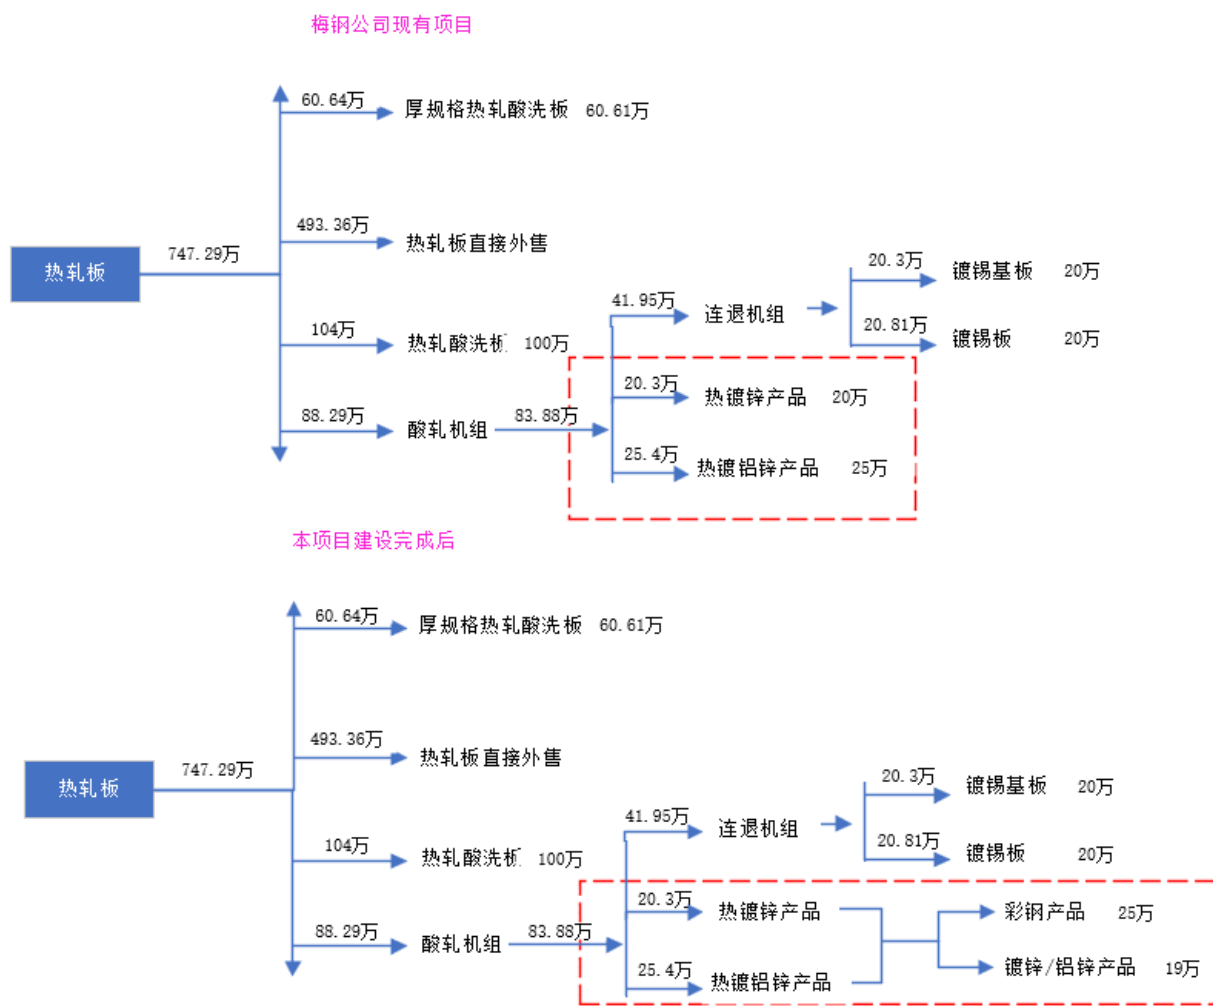 梅钢公司现有项目
60.64万 厚规格热轧酸洗板 60.61万
493.36万 热轧板直接外售
热轧板 747.29万
20.3万 镀锡基板 20万
41.95万 连退机组
20.81万 镀锡板 20万
104万 热轧酸洗板 100万
20.3万 热镀锌产品 20万
88.29万 酸轧机组 83.88万
25.4万 热镀铝锌产品 25万
本项目建设完成后
60.64万 厚规格热轧酸洗板 60.61万
493.36万 热轧板直接外售
热轧板 747.29万
20.3万 镀锡基板 20万
41.95万 连退机组
20.81万 镀锡板 20万
104万 热轧酸洗板 100万
20.3万 热镀锌产品 彩钢产品 25万
88.29万 酸轧机组 83.88万
25.4万 热镀铝锌产品 镀锌/铝锌产品 19万